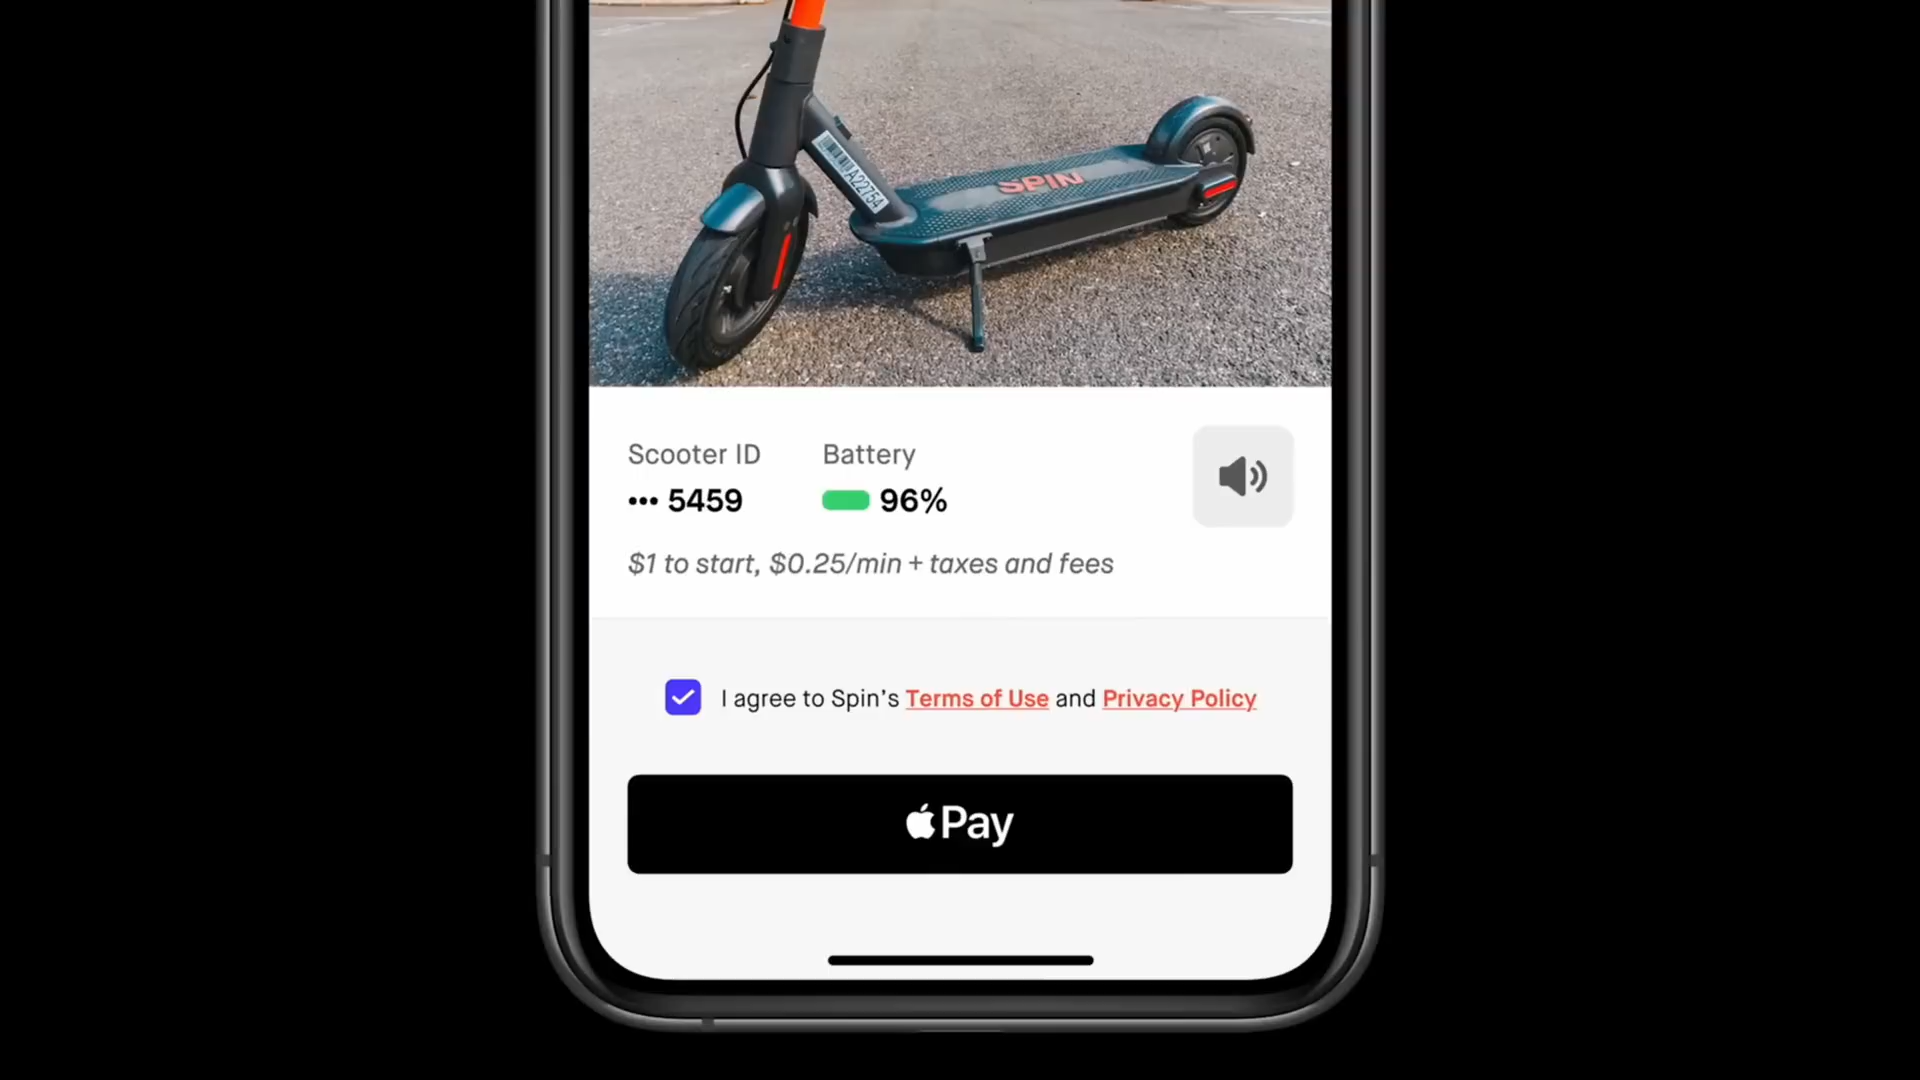 A22754
SPIN
Scooter ID
Battery
••• 5459
96%
$1 to start, $0.25/min + taxes and fees
I agree to Spin’s Terms of Use and Privacy Policy
Pay